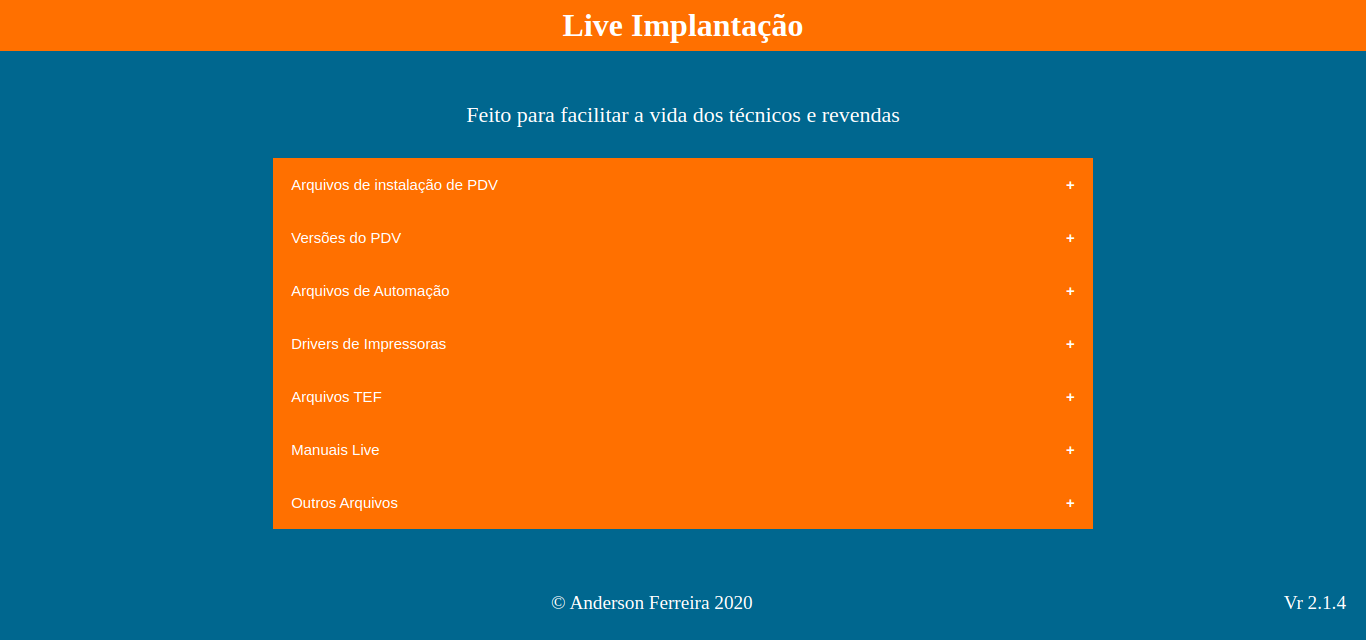 Live Implantação
Feito para facilitar a vida dos técnicos e revendas
Arquivos de instalação de PDV +
Versões do PDV +
Arquivos de Automação +
Drivers de Impressoras +
Arquivos TEF +
Manuais Live +
Outros Arquivos +
© Anderson Ferreira 2020 Vr 2.1.4